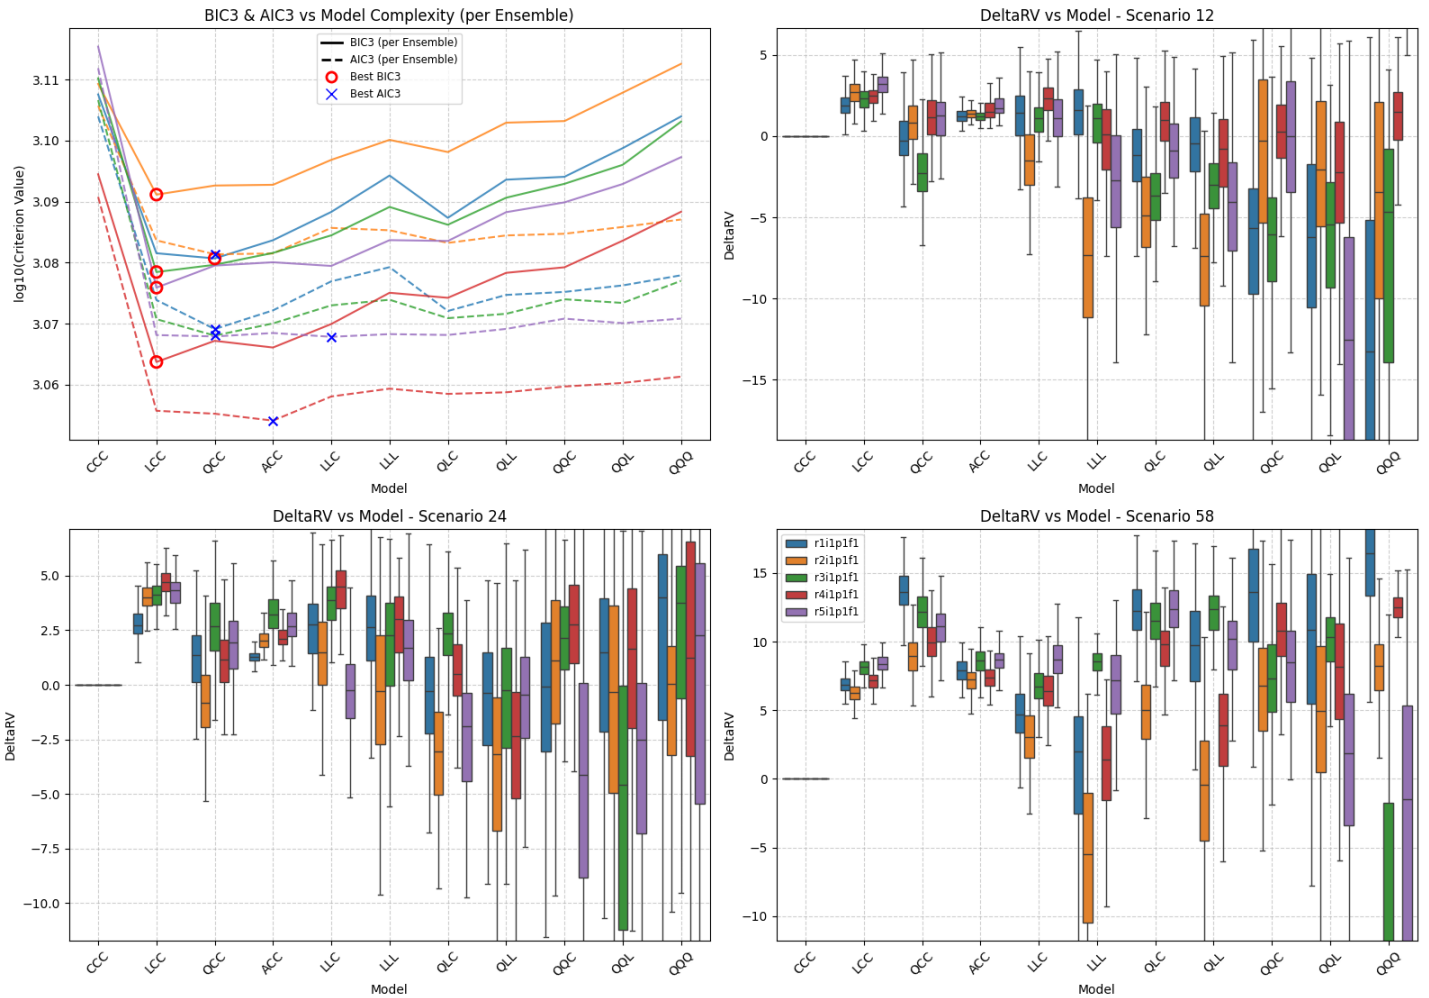 BIC3 & AIC3 vs Model Complexity (per Ensemble)
BIC3 (per Ensemble)
AIC3 (per Ensemble)
Best BIC3
Best AIC3
log10(Criterion Value)
3.11
3.10
3.09
3.08
3.07
3.06
CCC
LCC
QCC
ACC
LLC
LLL
QLC
QLL
QQC
QQL
QQQ
Model
DeltaRV vs Model - Scenario 12
DeltaRV
5
0
−5
−10
−15
CCC
LCC
QCC
ACC
LLC
LLL
QLC
QLL
QQC
QQL
QQQ
Model
DeltaRV vs Model - Scenario 24
DeltaRV
5.0
2.5
0.0
−2.5
−5.0
−7.5
−10.0
CCC
LCC
QCC
ACC
LLC
LLL
QLC
QLL
QQC
QQL
QQQ
Model
DeltaRV vs Model - Scenario 58
r1i1p1f1
r2i1p1f1
r3i1p1f1
r4i1p1f1
r5i1p1f1
DeltaRV
15
10
5
0
−5
−10
CCC
LCC
QCC
ACC
LLC
LLL
QLC
QLL
QQC
QQL
QQQ
Model